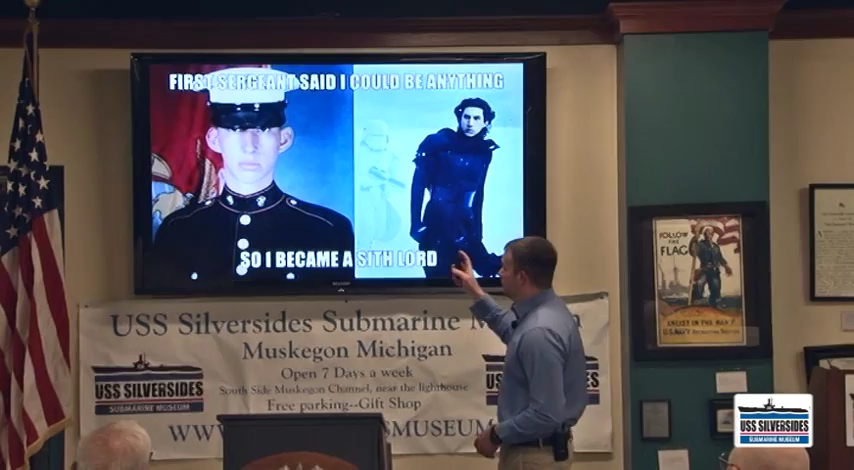 FIRST SERGEANT SAID I COULD BE ANYTHING
SO I BECAME A SITH LORD
USS Silversides Submarine Museum
Muskegon Michigan
Open 7 Days a week
South Side Muskegon Channel, near the lighthouse
Free parking--Gift Shop
USS SILVERSIDES
SUBMARINE MUSEUM
FOLLOW
THE
FLAG
USS SILVERSIDES
SUBMARINE MUSEUM